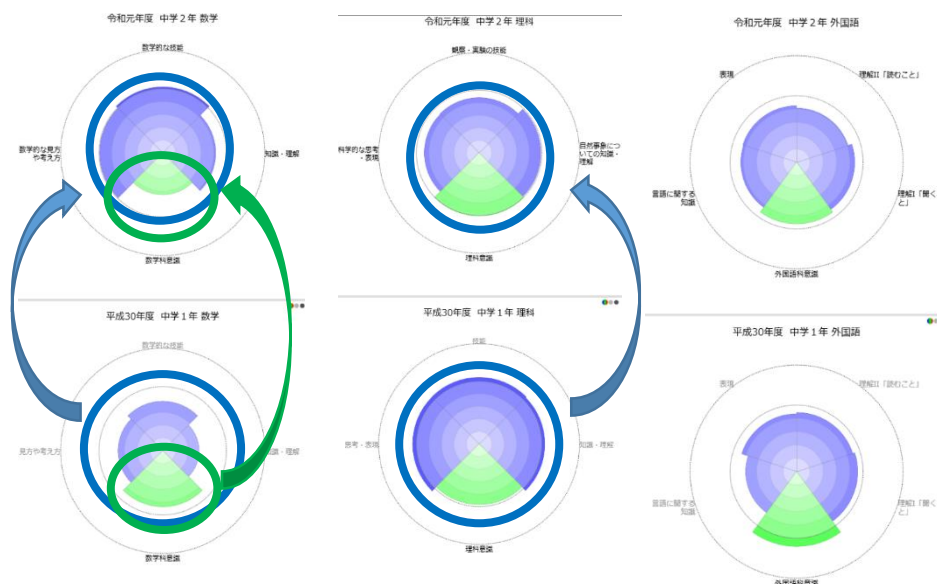 令和元年度 中学2年 数学
数学的な技能
数学的な見方
や考え方
知識・理解
数学科意識
令和元年度 中学2年 理科
観察・実験の技能
科学的な思考
・表現
自然事象につ
いての知識・
理解
理科意識
令和元年度 中学2年 外国語
表現
理解II「読むこと」
言語に関する
知識
理解I「聞くこ
と」
外国語科意識
平成30年度 中学1年 数学
数学的な技能
見方や考え方
知識・理解
数学科意識
平成30年度 中学1年 理科
技能
思考・表現
知識・理解
理科意識
平成30年度 中学1年 外国語
表現
理解II「読むこと」
言語に関する
知識
理解I「聞くこ
と」
外国語科意識